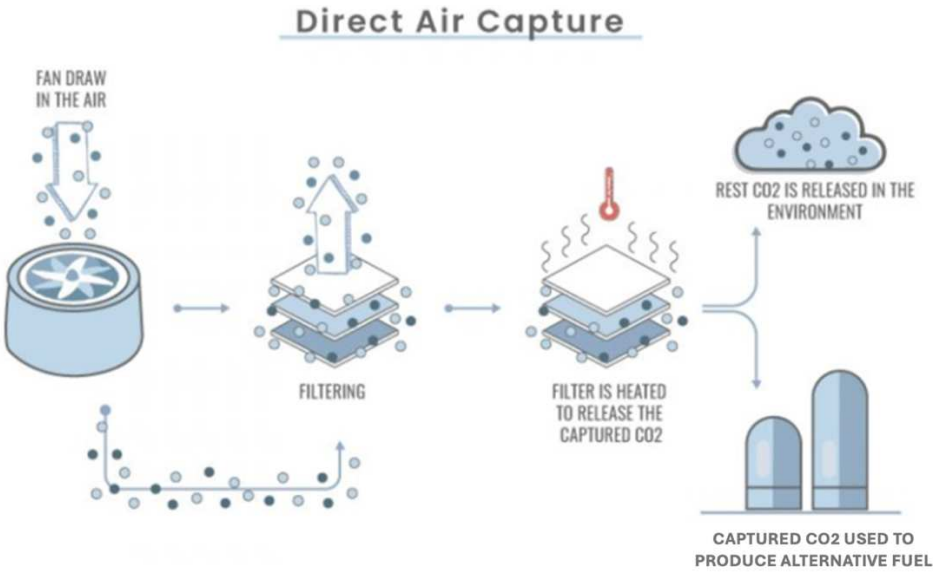 Direct Air Capture
FAN DRAW
IN THE AIR
FILTERING
FILTER IS HEATED
TO RELEASE THE
CAPTURED CO2
REST CO2 IS RELEASED IN THE
ENVIRONMENT
CAPTURED CO2 USED TO
PRODUCE ALTERNATIVE FUEL